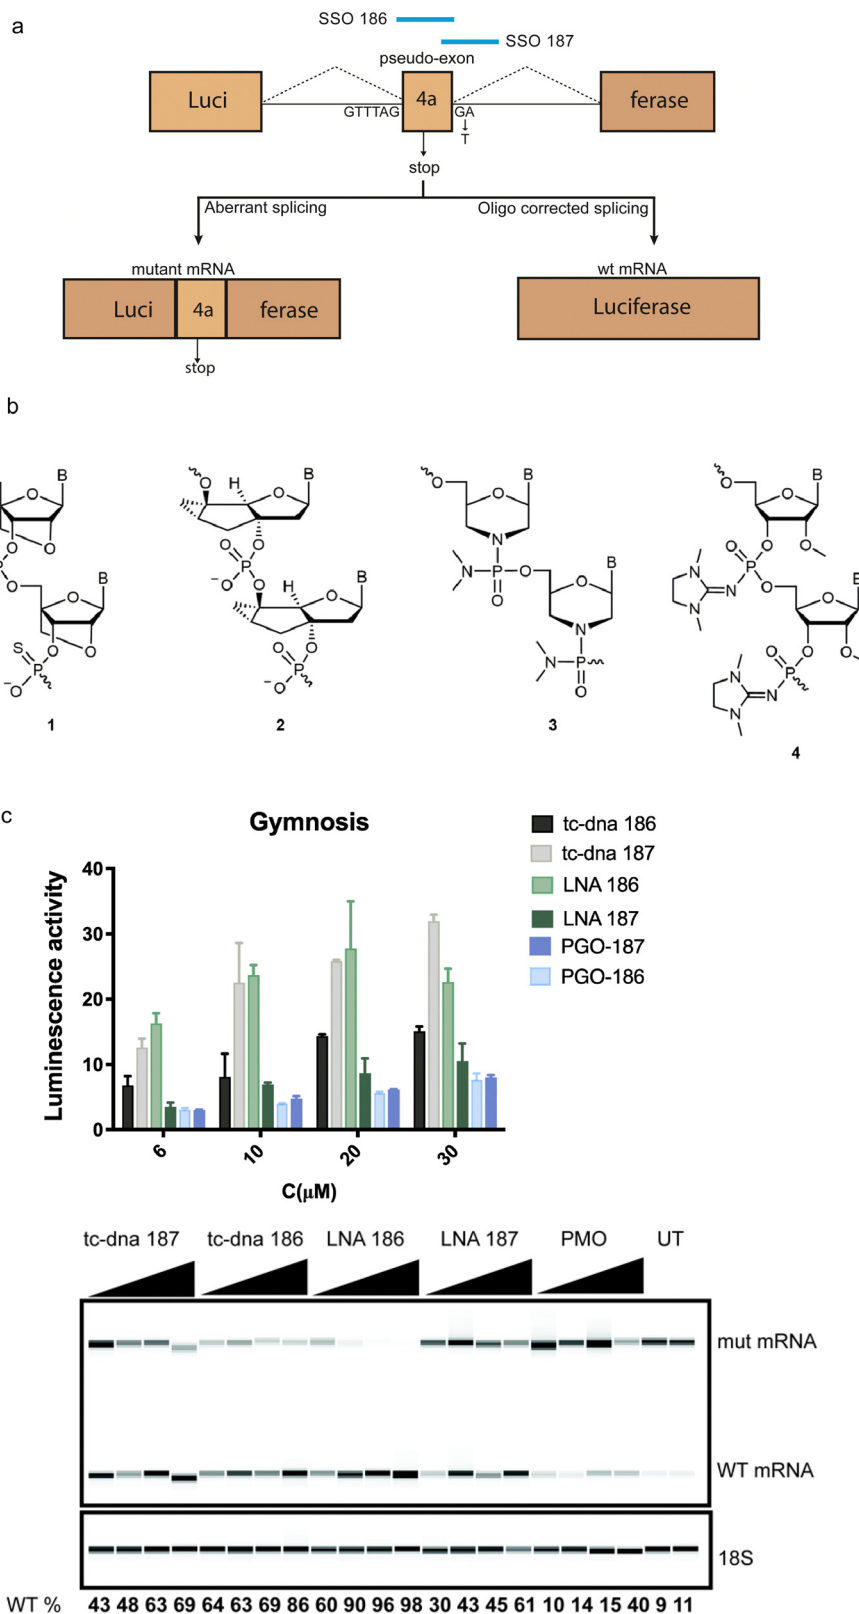 a
SSO 186
SSO 187
pseudo-exon
Luci
4a
ferase
GTTTAG
GA
T
stop
Aberrant splicing
Oligo corrected splicing
mutant mRNA
wt mRNA
Luci
4a
ferase
Luciferase
stop
b
B
O
O
O
P
O
B
O
S
O
O
P
⁻O
1
O
H
O
B
O
O
P
⁻O
O
H
O
B
O
O
P
⁻O
2
O
O
B
N
N
P
O
O
O
B
N
N
P
O
3
O
O
B
O
O
O
N
P
N
N
O
O
B
O
O
O
N
P
N
N
4
c
Gymnosis
Luminescence activity
40
30
20
10
0
6
10
20
30
C(μM)
tc-dna 186
tc-dna 187
LNA 186
LNA 187
PGO-187
PGO-186
tc-dna 187 tc-dna 186 LNA 186 LNA 187 PMO UT
mut mRNA
WT mRNA
18S
WT % 43 48 63 69 64 63 69 86 60 90 96 98 30 43 45 61 10 14 15 40 9 11